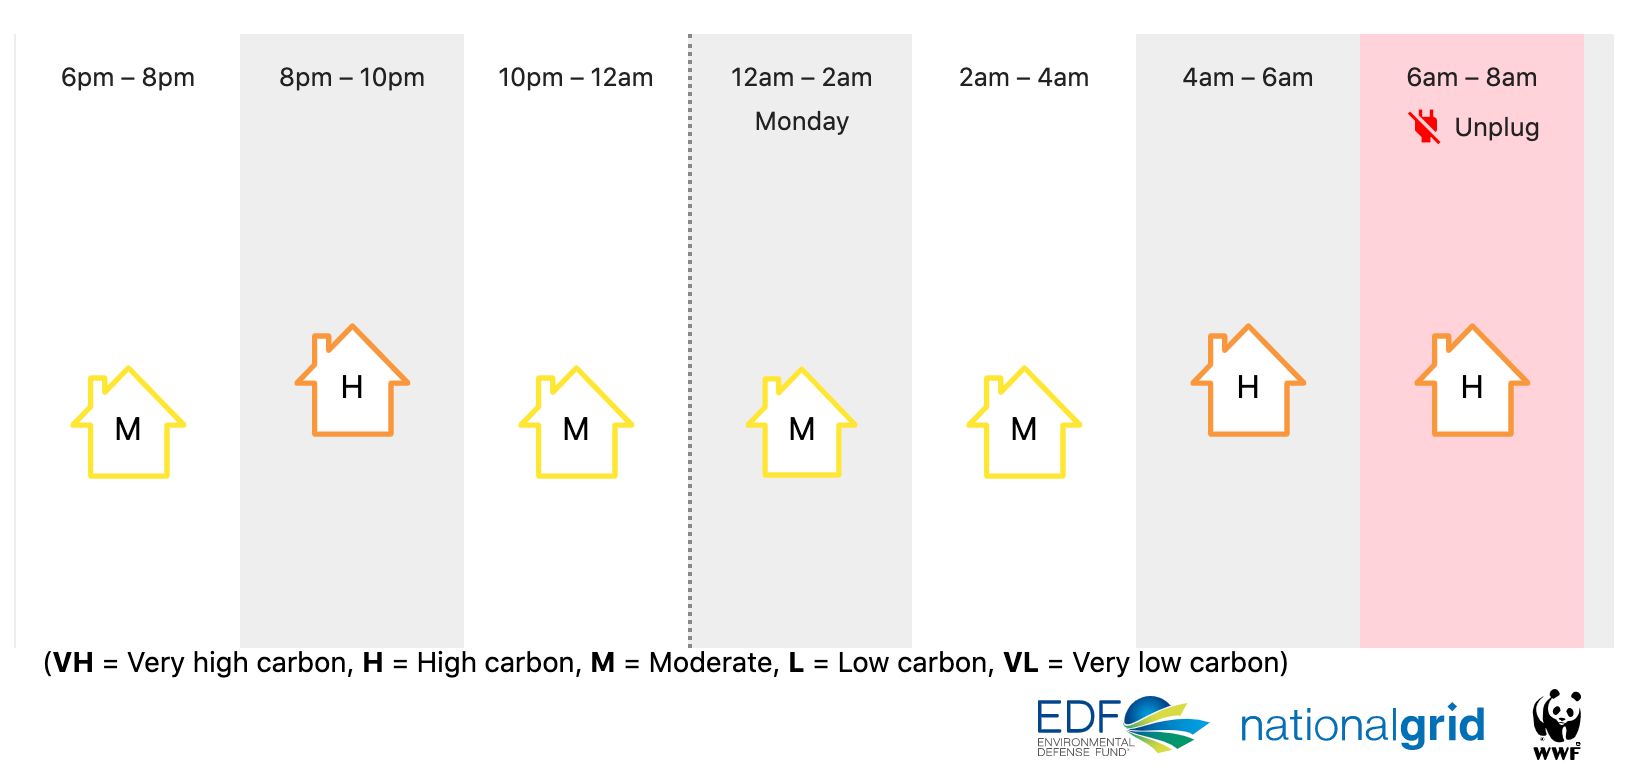 6pm – 8pm
8pm – 10pm
10pm – 12am
12am – 2am
Monday
2am – 4am
4am – 6am
6am – 8am
Unplug
M
H
M
M
M
H
H
(VH = Very high carbon, H = High carbon, M = Moderate, L = Low carbon, VL = Very low carbon)
EDF
ENVIRONMENTAL
DEFENSE FUND®
nationalgrid
WWF